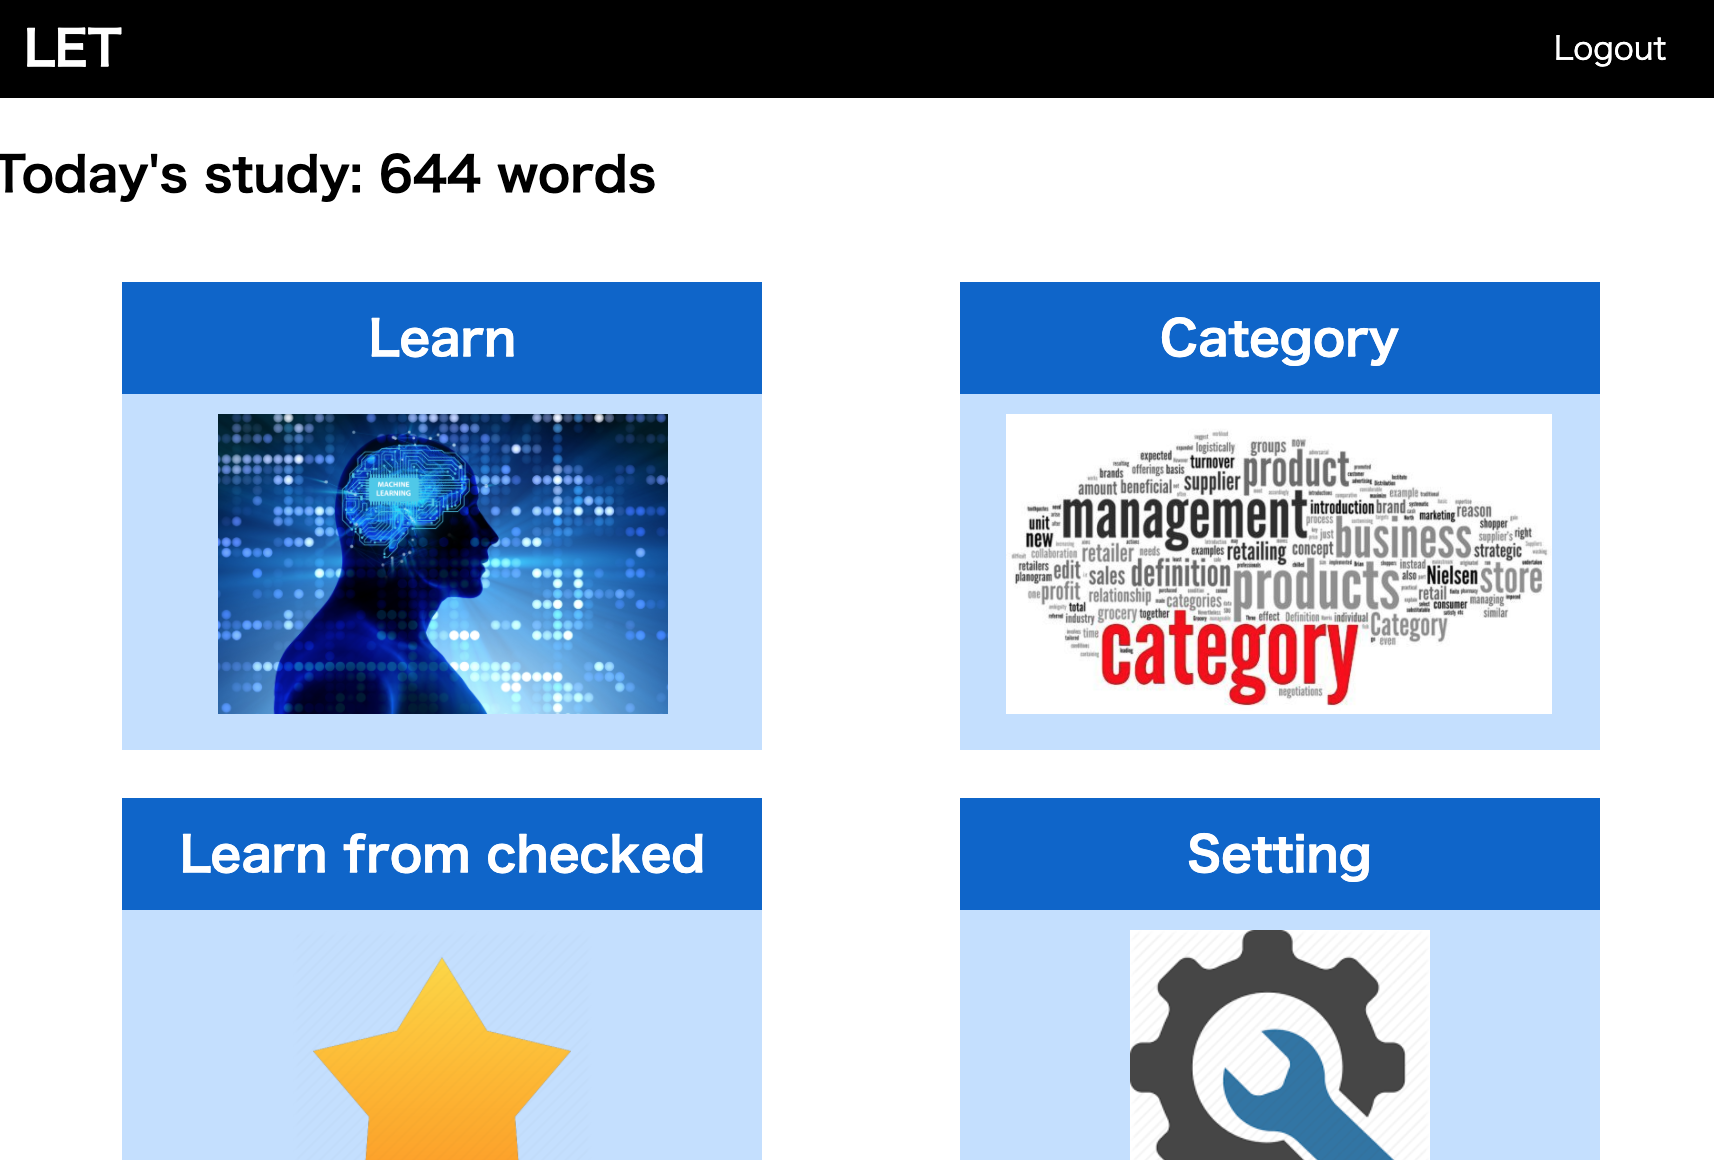 LET
Logout
Today's study: 644 words
Learn
Category
MACHINE
LEARNING
groups now
expected logistically
brands offerings basis turnover product
amount beneficial supplier
management introduction brand marketing reason
unit process shopper
new just business supplier's right
collaboration retailer needs examples retailing concept strategic
retailers edit sales definition instead
planogram also Nielsen store
one profit relationship categories products retail managing
total consumer
industry grocery together effect Definition individual Category similar
time even
category
negotiations
Learn from checked
Setting